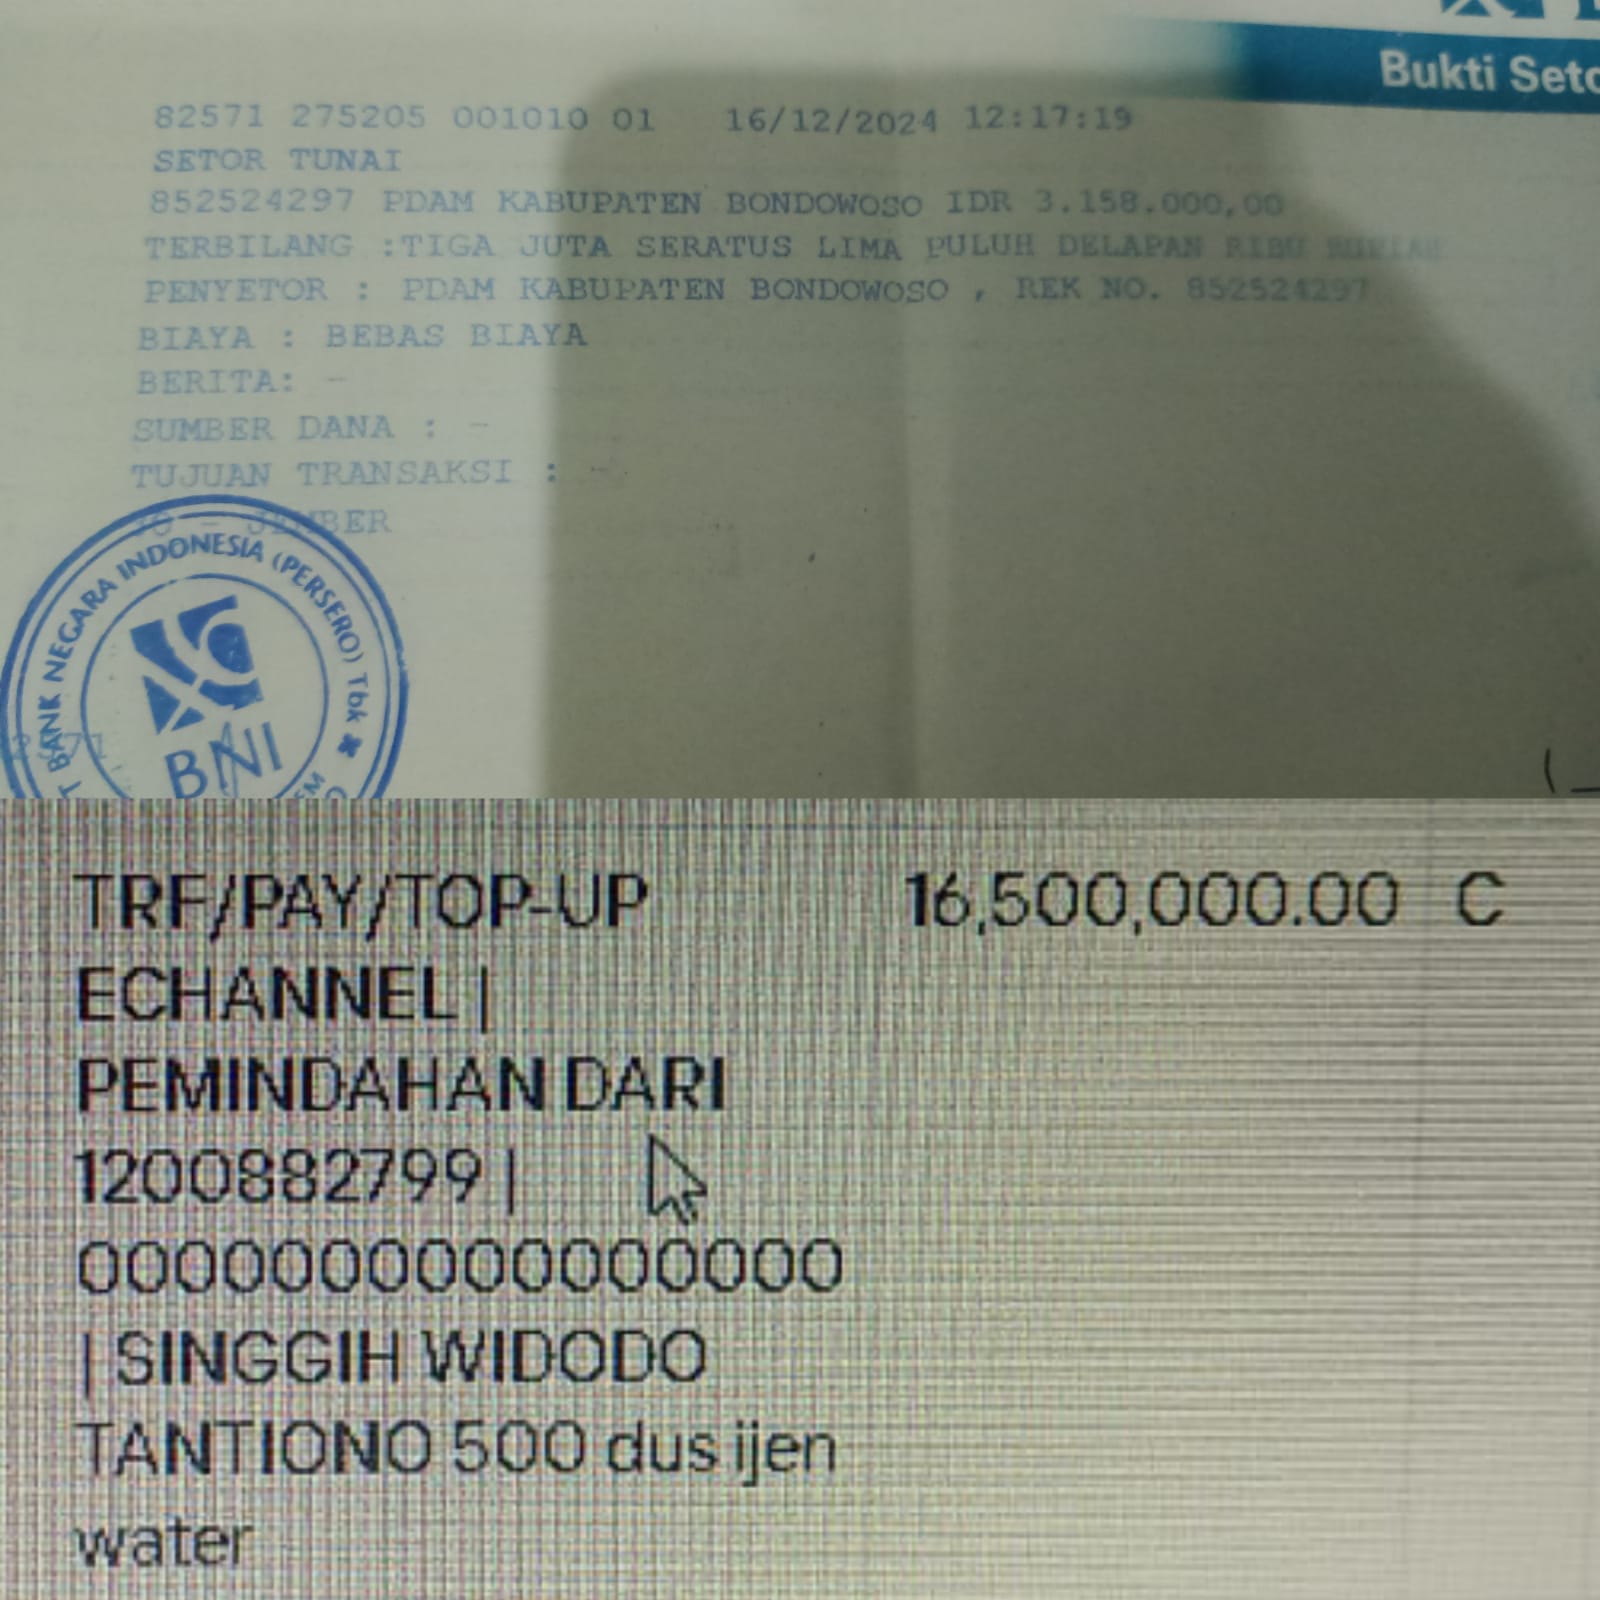 Bukti Seto
82571 275205 001010 01 16/12/2024 12:17:19
SETOR TUNAI
852524297 PDAM KABUPATEN BONDOWOSO IDR 3.158.000,00
TERBILANG :TIGA JUTA SERATUS LIMA PULUH DELAPAN RIBU RUPIAH
PENYETOR : PDAM KABUPATEN BONDOWOSO , REK NO. 852524297
BIAYA : BEBAS BIAYA
BERITA: -
SUMBER DANA : -
TUJUAN TRANSAKSI : -
- JEMBER
BANK NEGARA INDONESIA (PERSERO) Tbk
BNI
TRF/PAY/TOP-UP 16,500,000.00 C
ECHANNEL |
PEMINDAHAN DARI
1200882799 |
0000000000000000
| SINGGIH WIDODO
TANTIONO 500 dus ijen
water